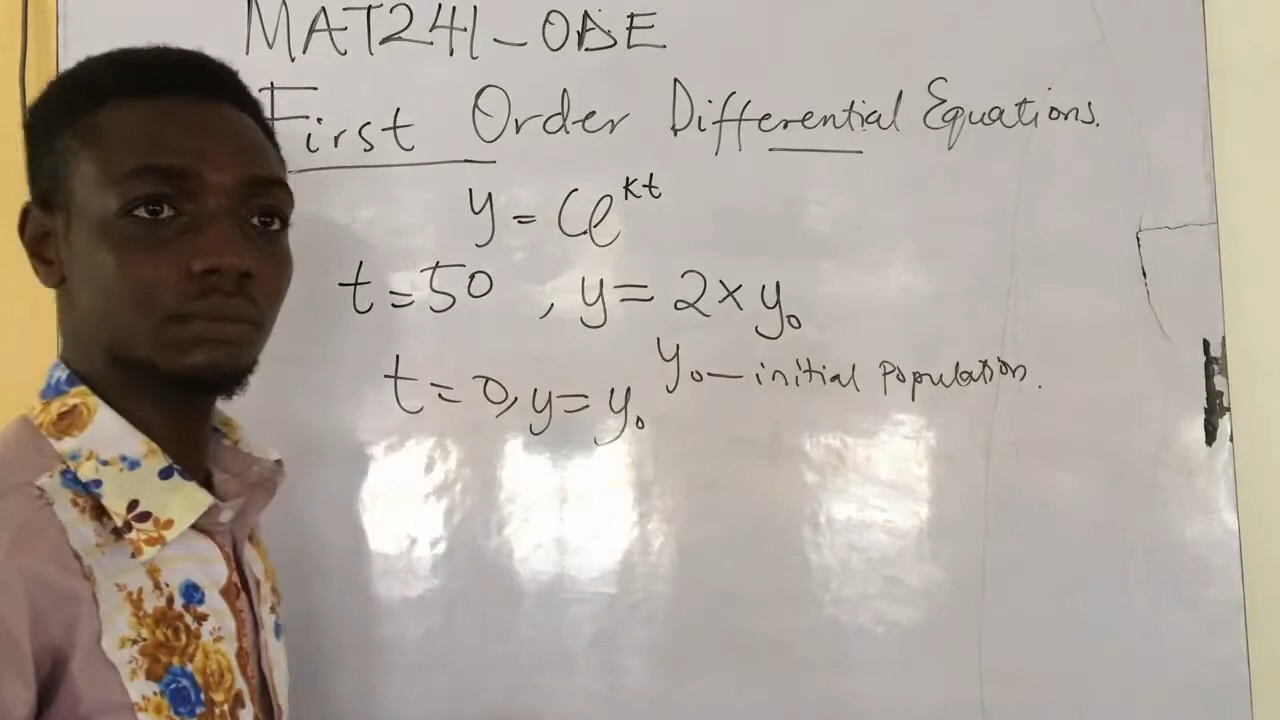 MAT241-ODE
First Order Differential Equations.
y = Ce^kt
t=50 , y= 2×y₀
y₀ - initial population.
t=0, y=y₀